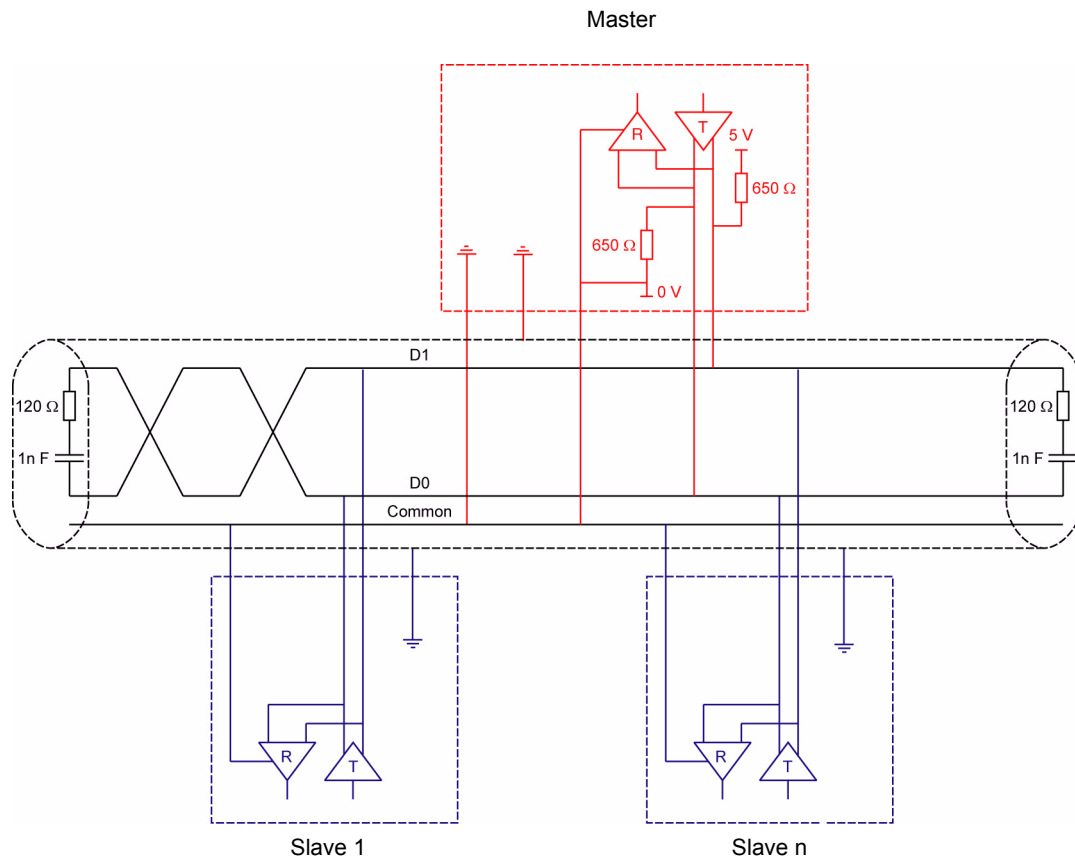 Master
R
T
5 V
650 Ω
650 Ω
0 V
D1
120 Ω
1n F
120 Ω
1n F
D0
Common
R
T
R
T
Slave 1
Slave n